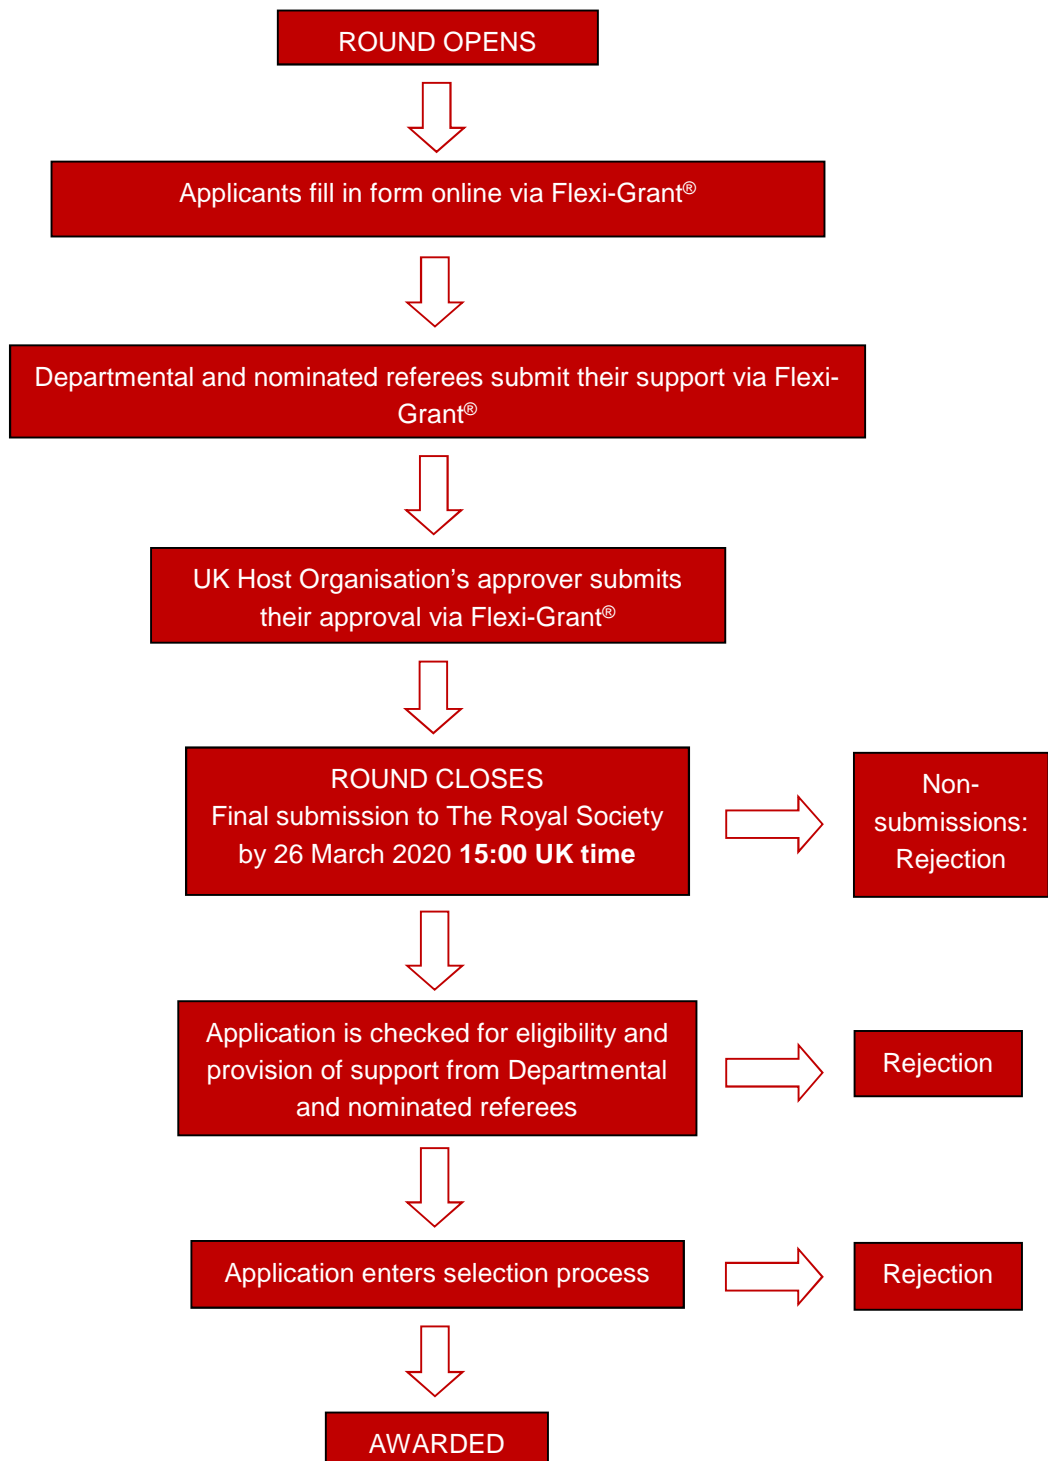 ROUND OPENS
Applicants fill in form online via Flexi-Grant®
Departmental and nominated referees submit their support via Flexi-
Grant®
UK Host Organisation’s approver submits
their approval via Flexi-Grant®
ROUND CLOSES
Final submission to The Royal Society
by 26 March 2020 15:00 UK time
Non-
submissions:
Rejection
Application is checked for eligibility and
provision of support from Departmental
and nominated referees
Rejection
Application enters selection process
Rejection
AWARDED